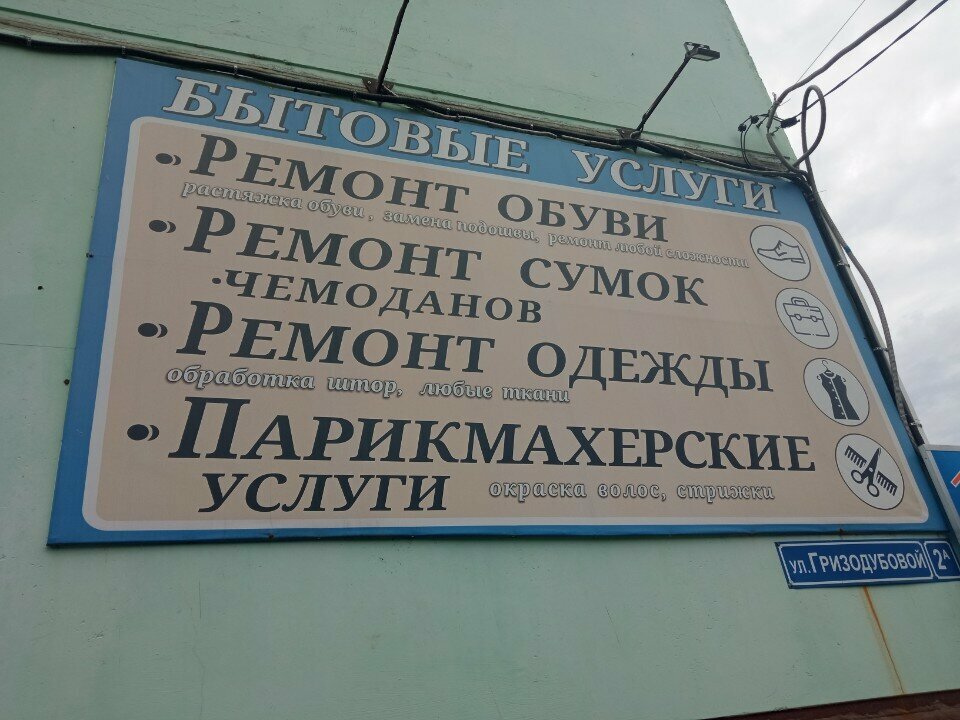 БЫТОВЫЕ УСЛУГИ
РЕМОНТ ОБУВИ
растяжка обуви, замена подошвы, ремонт любой сложности
РЕМОНТ СУМОК
·ЧЕМОДАНОВ
РЕМОНТ ОДЕЖДЫ
обработка штор, любые ткани
ПАРИКМАХЕРСКИЕ
УСЛУГИ окраска волос, стрижки
ул.ГРИЗОДУБОВОЙ 2А